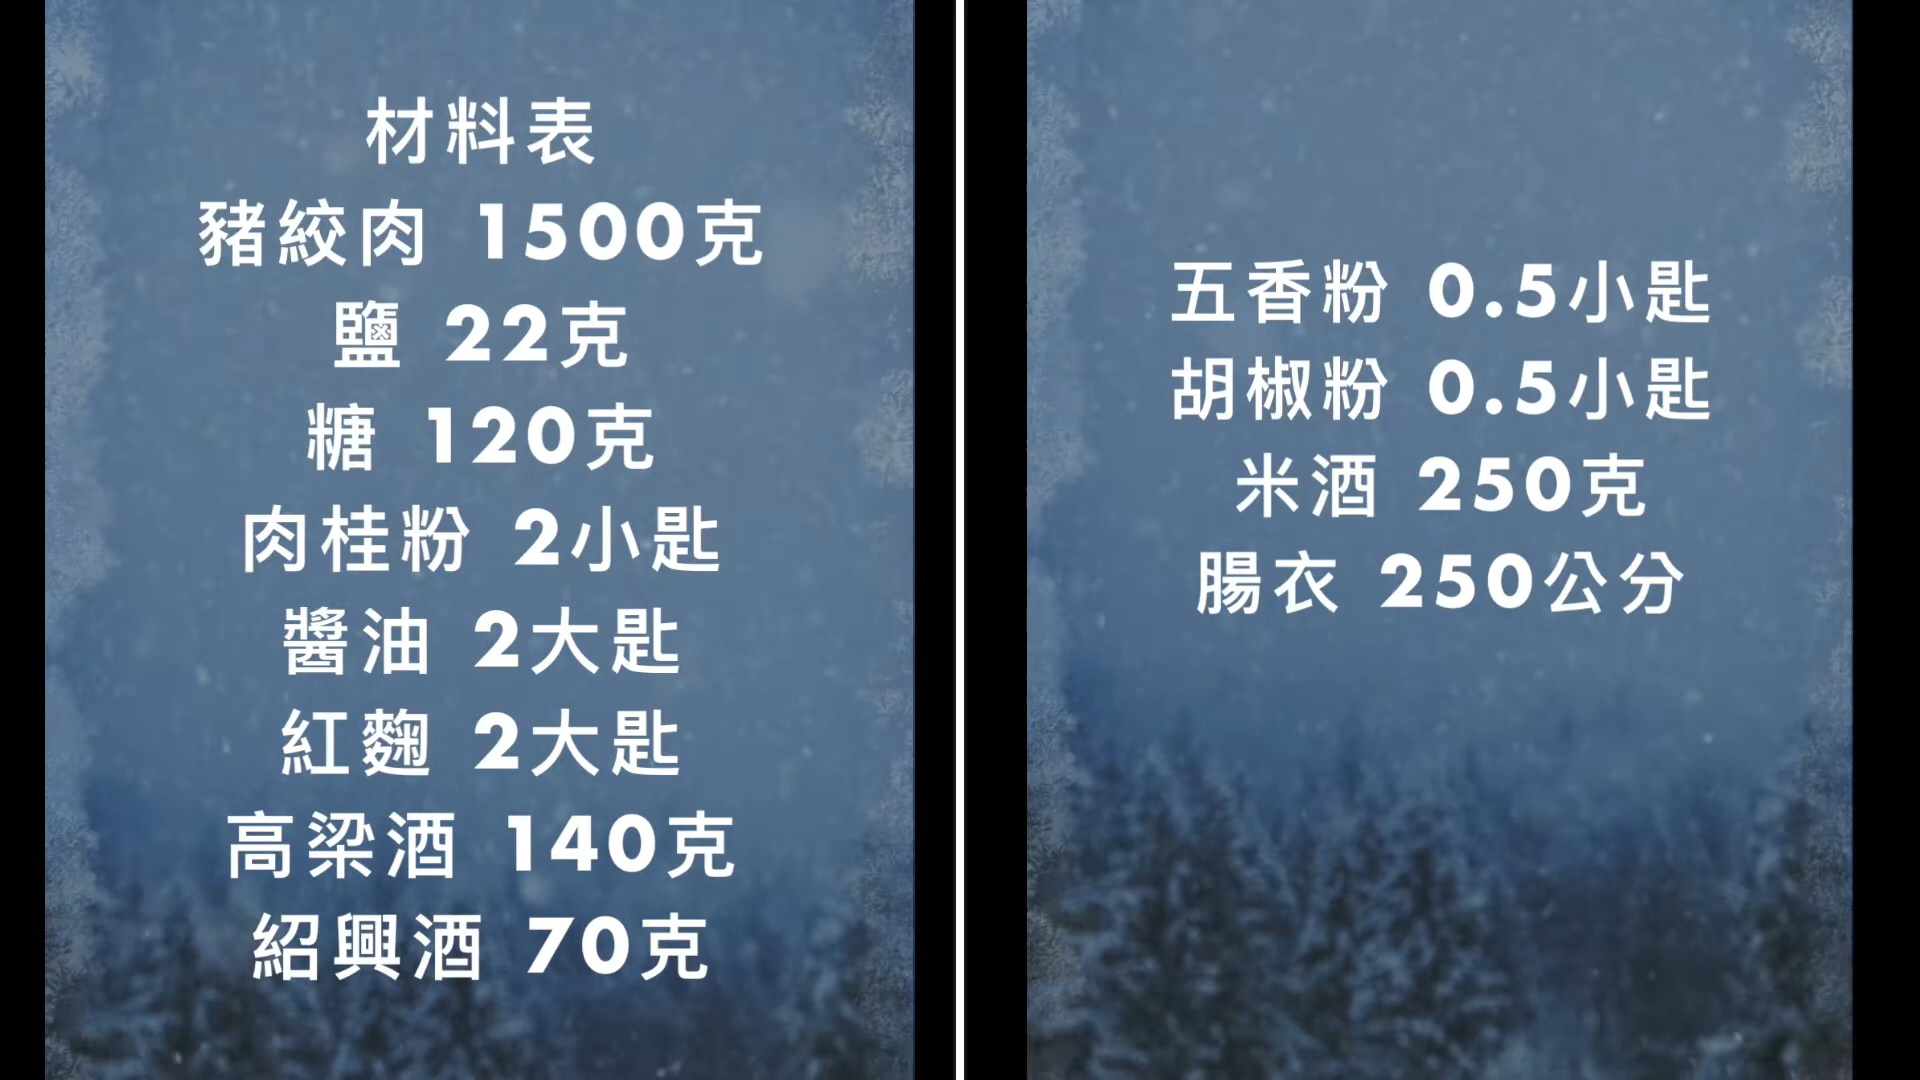 材料表
豬絞肉 1500克
鹽 22克
糖 120克
肉桂粉 2小匙
醬油 2大匙
紅麴 2大匙
高梁酒 140克
紹興酒 70克
五香粉 0.5小匙
胡椒粉 0.5小匙
米酒 250克
腸衣 250公分